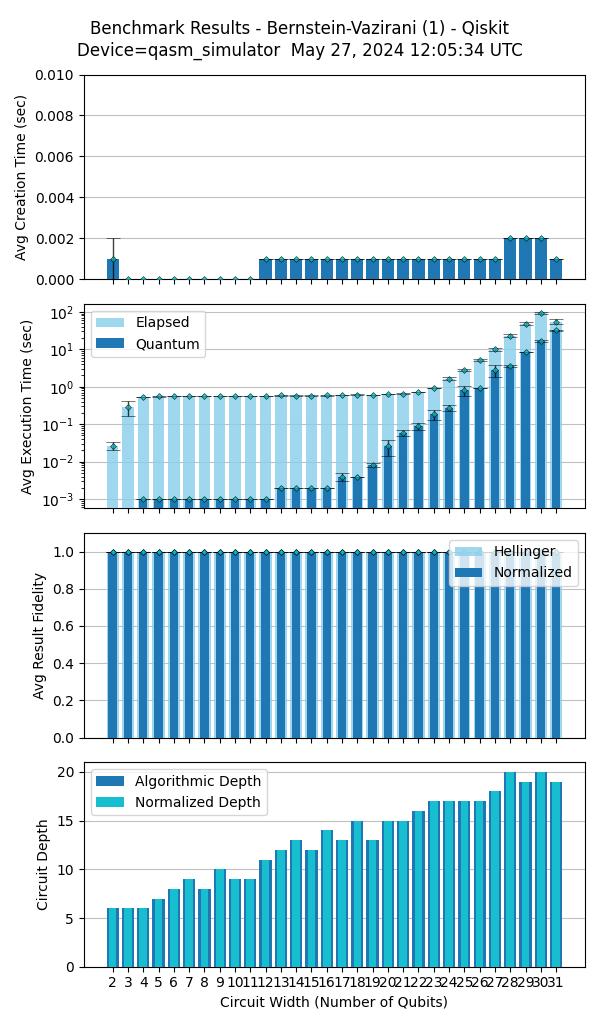 Benchmark Results - Bernstein-Vazirani (1) - Qiskit
Device=qasm_simulator  May 27, 2024 12:05:34 UTC
Avg Creation Time (sec)
0.010
0.008
0.006
0.004
0.002
0.000
Avg Execution Time (sec)
10²
10¹
10⁰
10⁻¹
10⁻²
10⁻³
Elapsed
Quantum
Avg Result Fidelity
1.0
0.8
0.6
0.4
0.2
0.0
Hellinger
Normalized
Circuit Depth
20
15
10
5
0
Algorithmic Depth
Normalized Depth
2 3 4 5 6 7 8 9 10 11 12 13 14 15 16 17 18 19 20 21 22 23 24 25 26 27 28 29 30 31
Circuit Width (Number of Qubits)